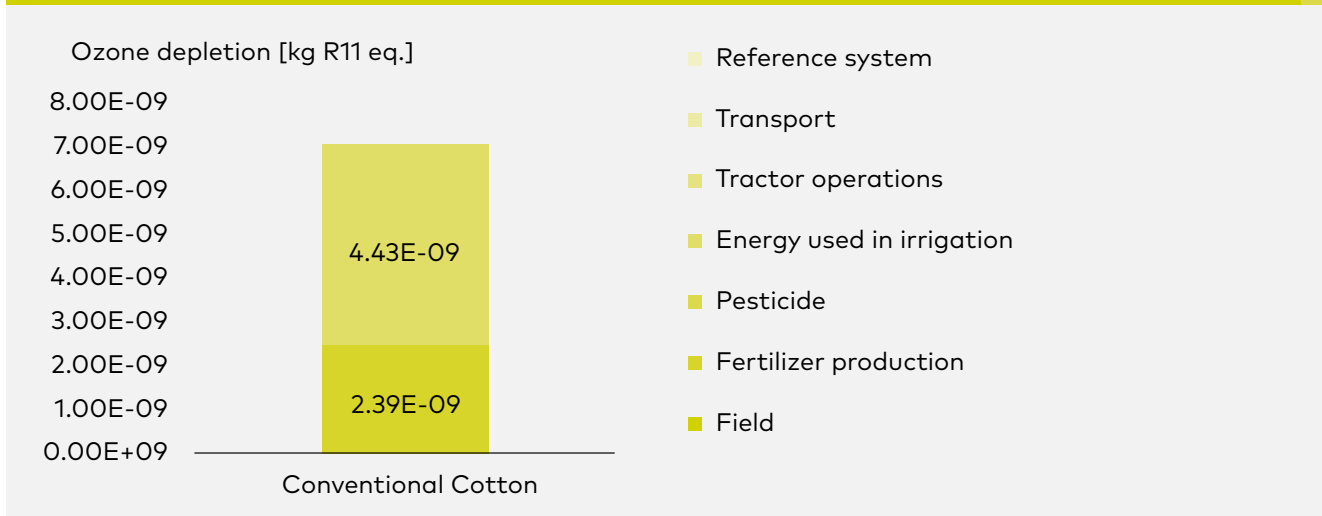 Ozone depletion [kg R11 eq.]
8.00E-09
7.00E-09
6.00E-09
5.00E-09
4.00E-09
3.00E-09
2.00E-09
1.00E-09
0.00E+09
4.43E-09
2.39E-09
Conventional Cotton
Reference system
Transport
Tractor operations
Energy used in irrigation
Pesticide
Fertilizer production
Field